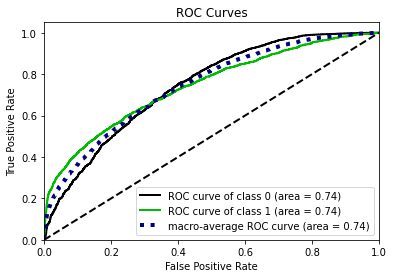 ROC Curves
True Positive Rate
1.0
0.8
0.6
0.4
0.2
0.0
ROC curve of class 0 (area = 0.74)
ROC curve of class 1 (area = 0.74)
macro-average ROC curve (area = 0.74)
0.0 0.2 0.4 0.6 0.8 1.0
False Positive Rate